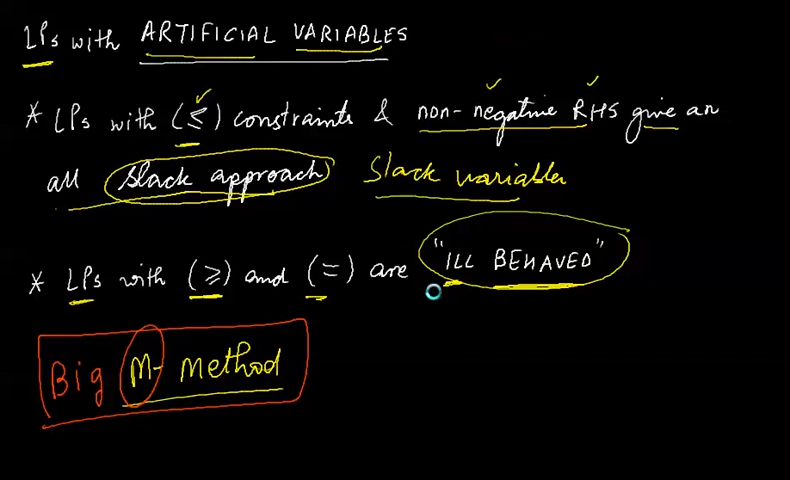 LPs with ARTIFICIAL VARIABLES
* LPs with (≤) constraints & non-negative RHS give an
all slack approach Slack variables
* LPs with (≥) and (=) are "ILL BEHAVED"
Big M- method